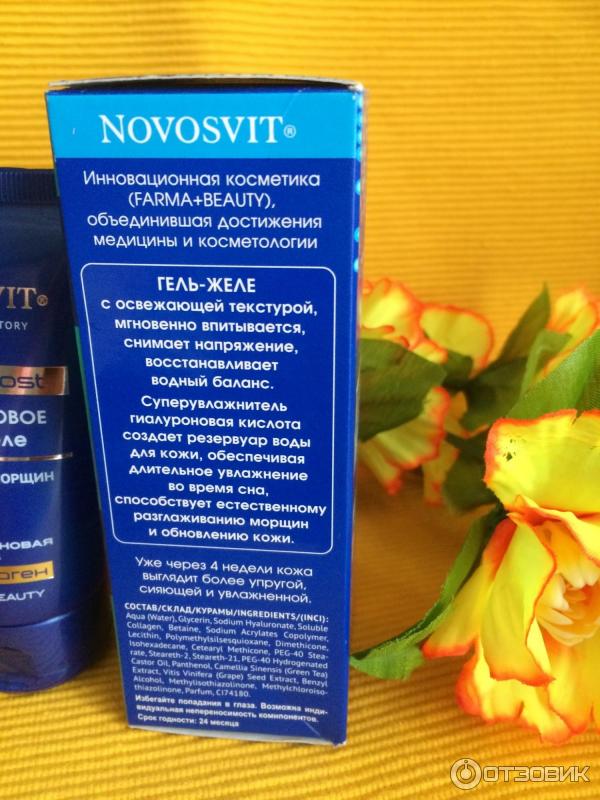 NOVOSVIT®
Инновационная косметика
(FARMA+BEAUTY),
объединившая достижения
медицины и косметологии
ГЕЛЬ-ЖЕЛЕ
с освежающей текстурой,
мгновенно впитывается,
снимает напряжение,
восстанавливает
водный баланс.
Суперувлажнитель
гиалуроновая кислота
создает резервуар воды
для кожи, обеспечивая
длительное увлажнение
во время сна,
способствует естественному
разглаживанию морщин
и обновлению кожи.
Уже через 4 недели кожа
выглядит более упругой,
сияющей и увлажненной.
СОСТАВ/СКЛАД/КУРАМЫ/INGREDIENTS/(INCI):
Aqua (Water), Glycerin, Sodium Hyaluronate, Soluble
Collagen, Betaine, Sodium Acrylates Copolymer,
Lecithin, Polymethylsilsesquioxane, Dimethicone,
Isohexadecane, Cetearyl Methicone, PEG-40 Stea-
rate, Steareth-2, Steareth-21, PEG-40 Hydrogenated
Castor Oil, Panthenol, Camellia Sinensis (Green Tea)
Extract, Vitis Vinifera (Grape) Seed Extract, Benzyl
Alcohol, Methylisothiazolinone, Methylchloroiso-
thiazolinone, Parfum, CI74180.
Избегайте попадания в глаза. Возможна инди-
видуальная непереносимость компонентов.
Срок годности: 24 месяца
VIT®
TORY
ost
ОВОЕ
еле
ОРЩИН
НОВАЯ
ген
BEAUTY
ОТЗОВИК